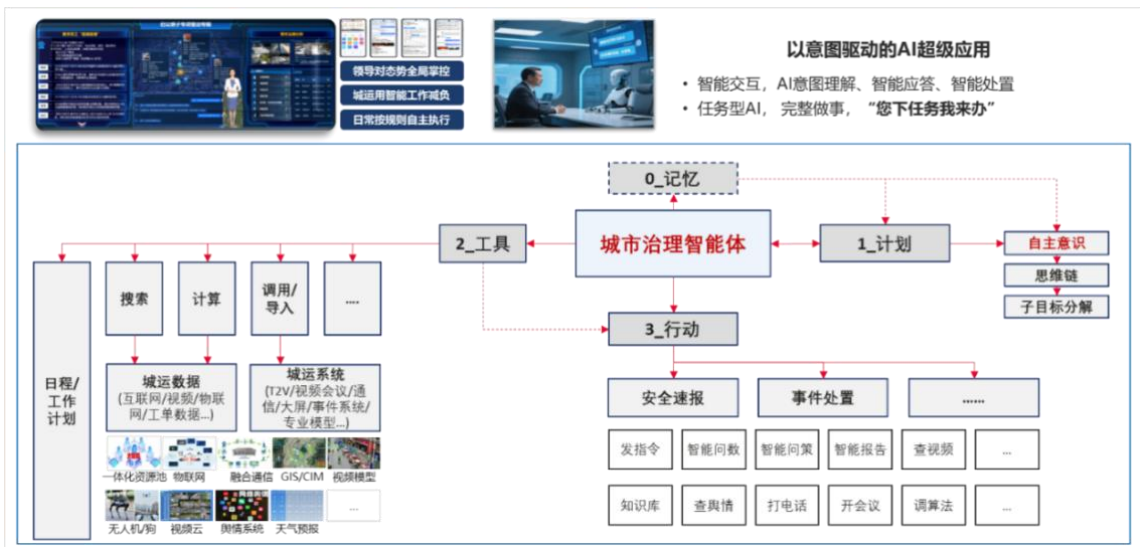 领导对态势全局掌控
城运用智能工作减负
日常按规则自主执行
以意图驱动的AI超级应用
• 智能交互，AI意图理解、智能应答、智能处置
• 任务型AI， 完整做事， “您下任务我来办”
0_记忆
2_工具
城市治理智能体
1_计划
自主意识
思维链
子目标分解
3_行动
日程/
工作
计划
搜索
计算
调用/
导入
....
城运数据
(互联网/视频/物联
网/工单数据...)
城运系统
(T2V/视频会议/通
信/大屏/事件系统/
专业模型...)
一体化资源池
物联网
融合通信
GIS/CIM
视频模型
无人机/狗
视频云
舆情系统
天气预报
...
安全速报
事件处置
......
发指令
智能问数
智能问策
智能报告
查视频
...
知识库
查舆情
打电话
开会议
调算法
...